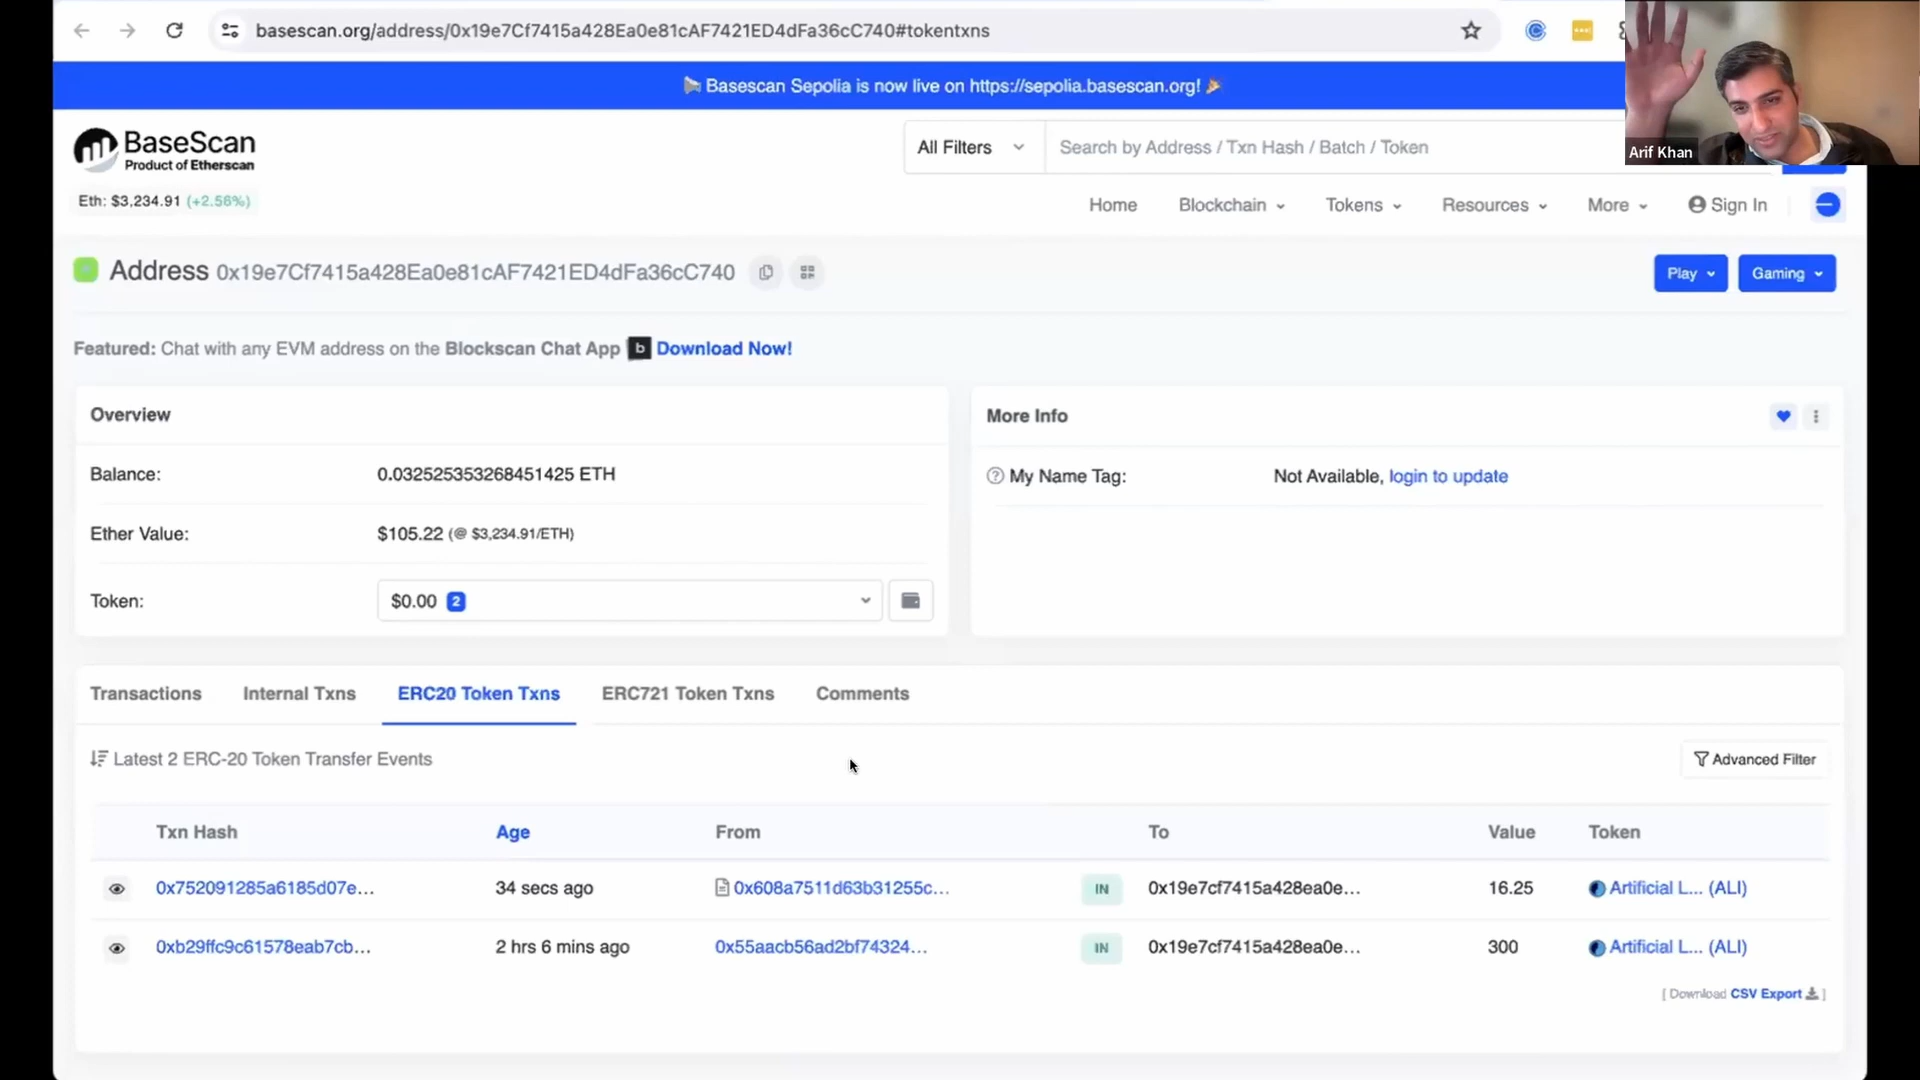 basescan.org/address/0x19e7Cf7415a428Ea0e81cAF7421ED4dFa36cC740#tokentxns
Basescan Sepolia is now live on https://sepolia.basescan.org!
Arif Khan
BaseScan
Product of Etherscan
All Filters
Search by Address / Txn Hash / Batch / Token
Eth: $3,234.91 (+2.58%)
Home Blockchain Tokens Resources More Sign In
Address 0x19e7Cf7415a428Ea0e81cAF7421ED4dFa36cC740
Play Gaming
Featured: Chat with any EVM address on the Blockscan Chat App b Download Now!
Overview
Balance: 0.032525353268451425 ETH
Ether Value: $105.22 (@ $3,234.91/ETH)
Token: $0.00 2
More Info
My Name Tag: Not Available, login to update
Transactions Internal Txns ERC20 Token Txns ERC721 Token Txns Comments
Latest 2 ERC-20 Token Transfer Events
Advanced Filter
Txn Hash Age From To Value Token
0x752091285a6185d07e... 34 secs ago 0x608a7511d63b31255c... IN 0x19e7cf7415a428ea0e... 16.25 Artificial L... (ALI)
0xb29ffc9c61578eab7cb... 2 hrs 6 mins ago 0x55aacb56ad2bf74324... IN 0x19e7cf7415a428ea0e... 300 Artificial L... (ALI)
[ Download CSV Export ]